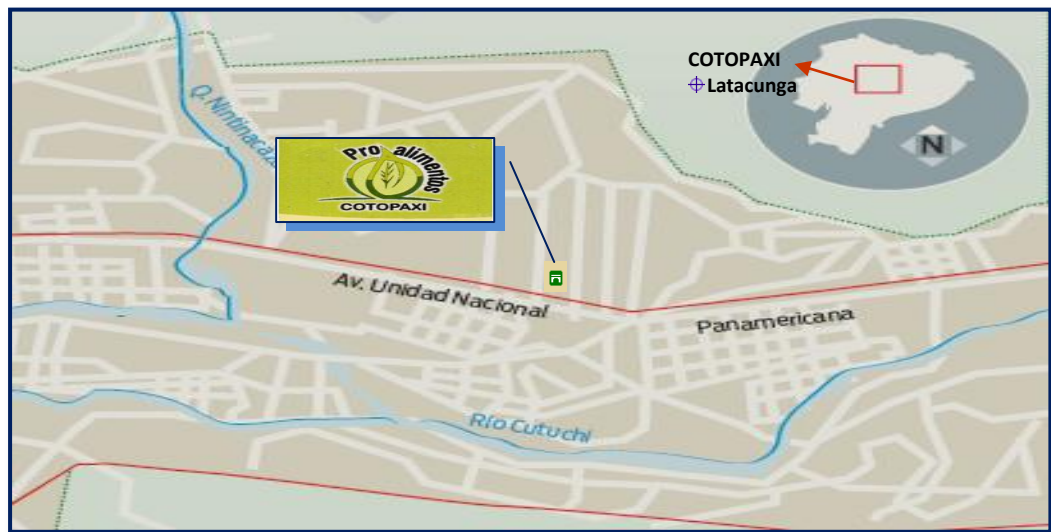 COTOPAXI
Latacunga
N
Q. Nintinacazo
Pro alimentos
COTOPAXI
Av. Unidad Nacional
Panamericana
Río Cutuchi